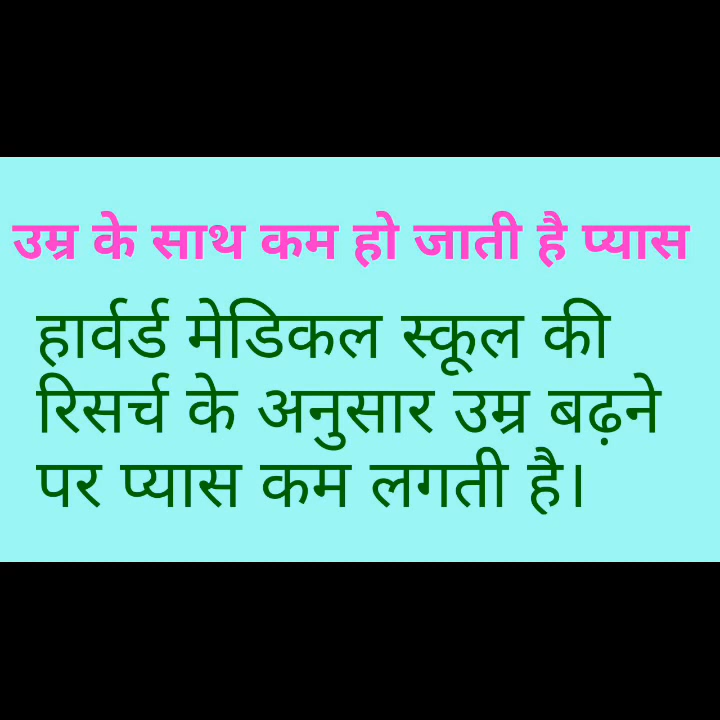 उम्र के साथ कम हो जाती है प्यास
हार्वर्ड मेडिकल स्कूल की
रिसर्च के अनुसार उम्र बढ़ने
पर प्यास कम लगती है।